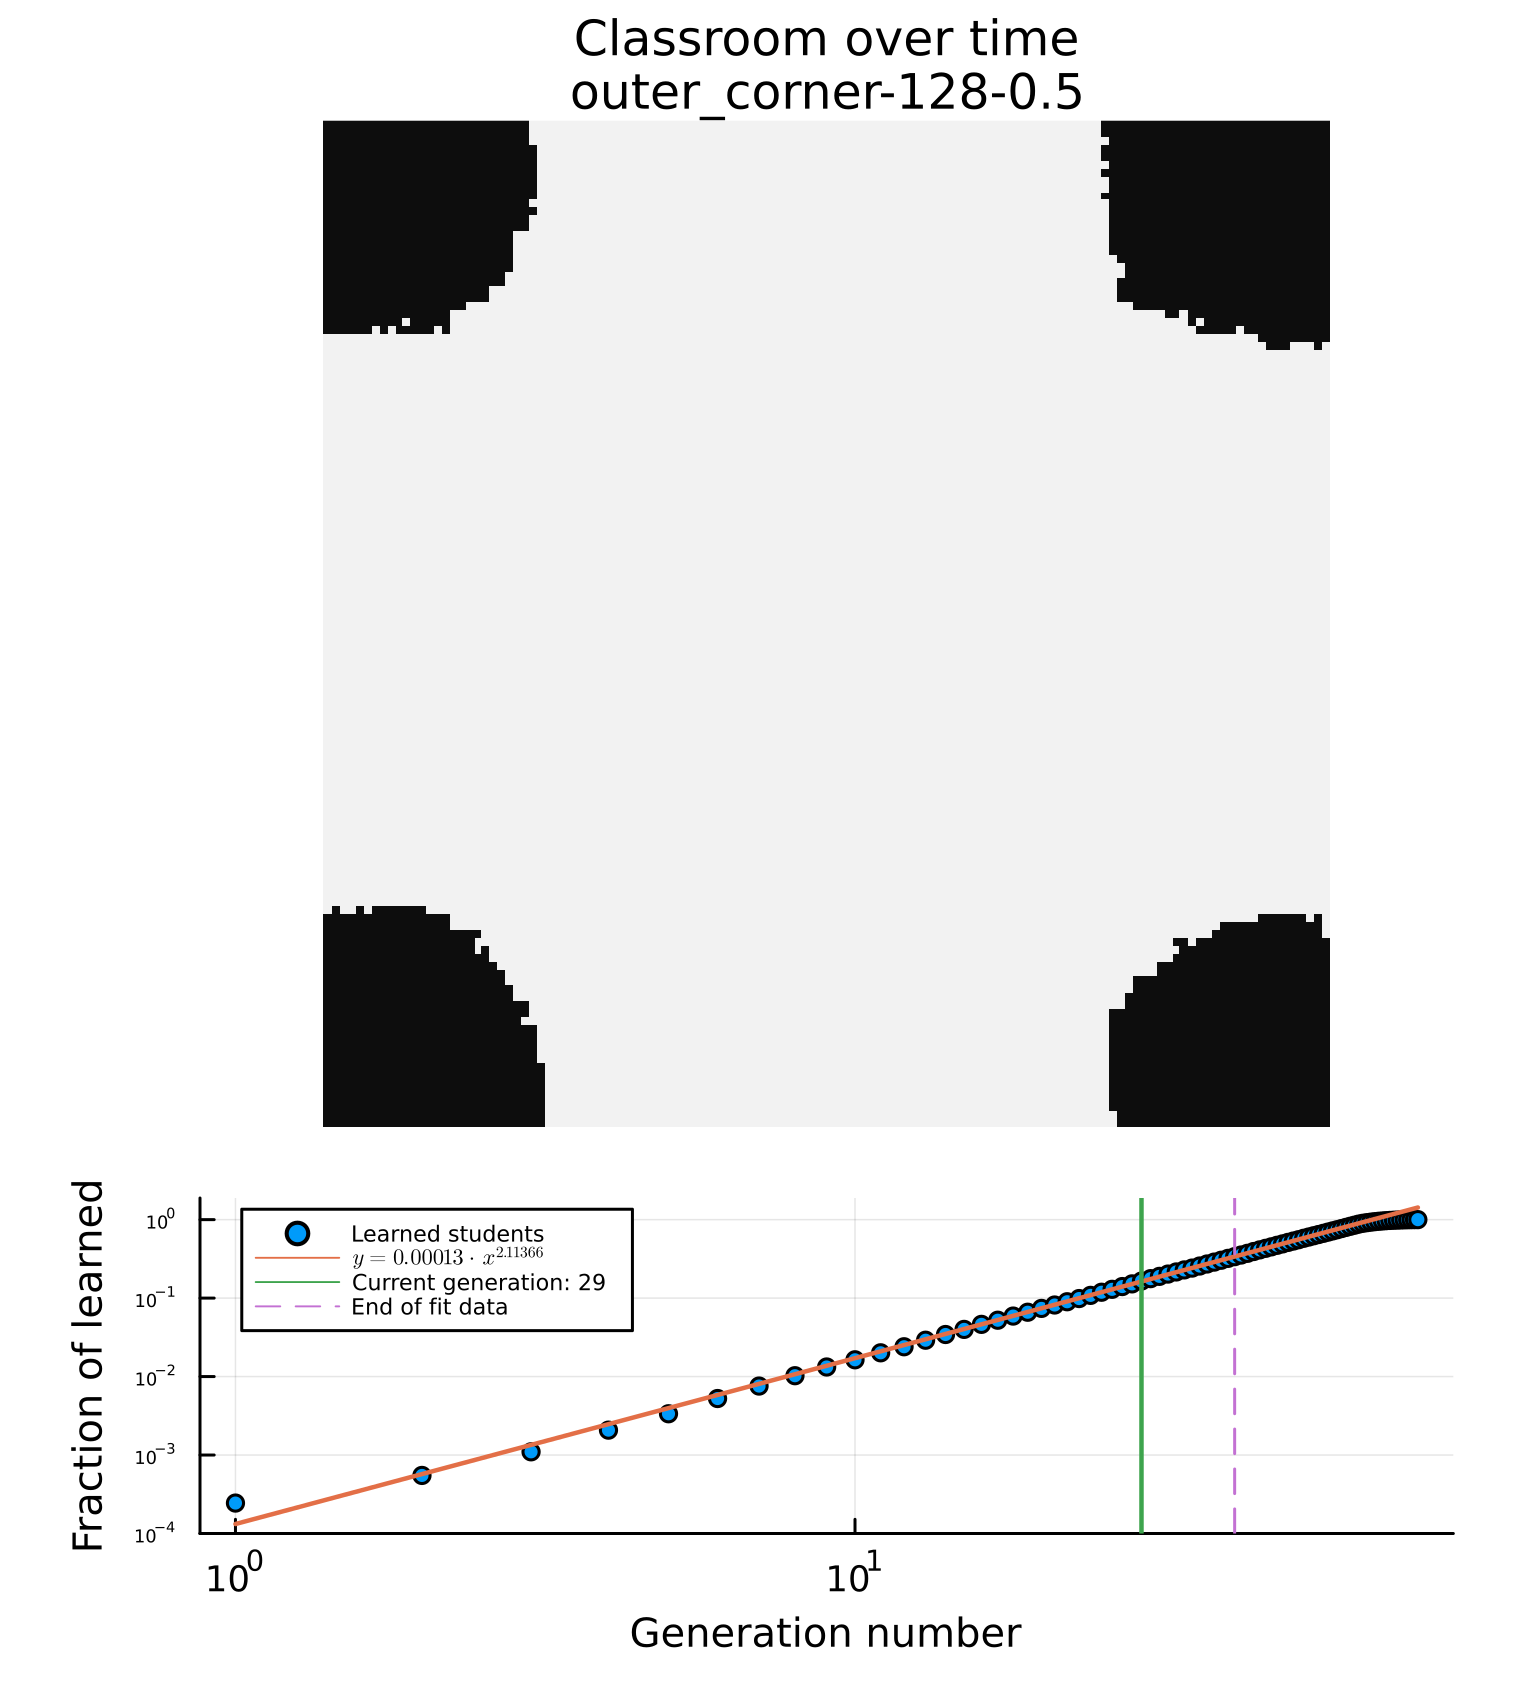 Classroom over time
outer_corner-128-0.5
Fraction of learned
10^0
10^-1
10^-2
10^-3
10^-4
Learned students
y = 0.00013 · x^2.11366
Current generation: 29
End of fit data
10^0
10^1
Generation number